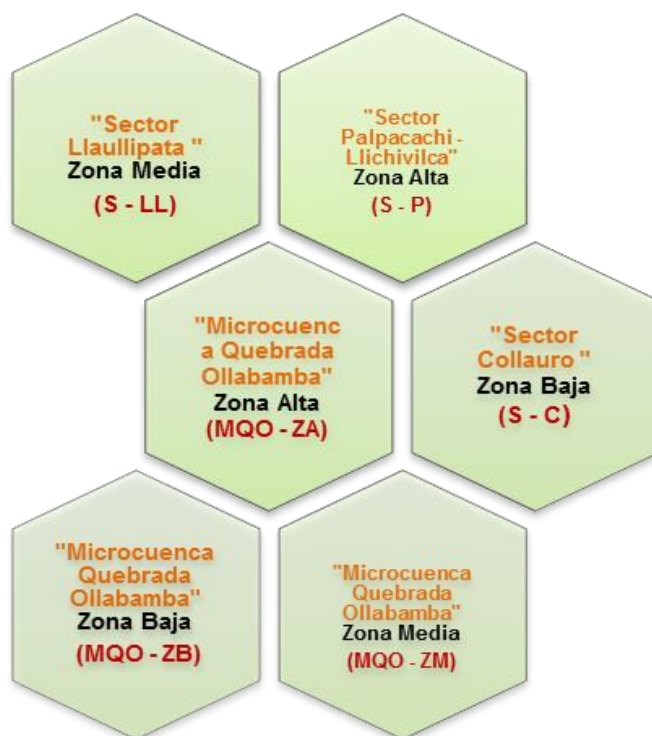 "Sector
Llaullipata "
Zona Media
(S - LL)
"Sector
Palpacachi -
Llichivilca"
Zona Alta
(S - P)
"Microcuenc
a Quebrada
Ollabamba"
Zona Alta
(MQO - ZA)
"Sector
Collauro "
Zona Baja
(S - C)
"Microcuenca
Quebrada
Ollabamba"
Zona Baja
(MQO - ZB)
"Microcuenca
Quebrada
Ollabamba"
Zona Media
(MQO - ZM)